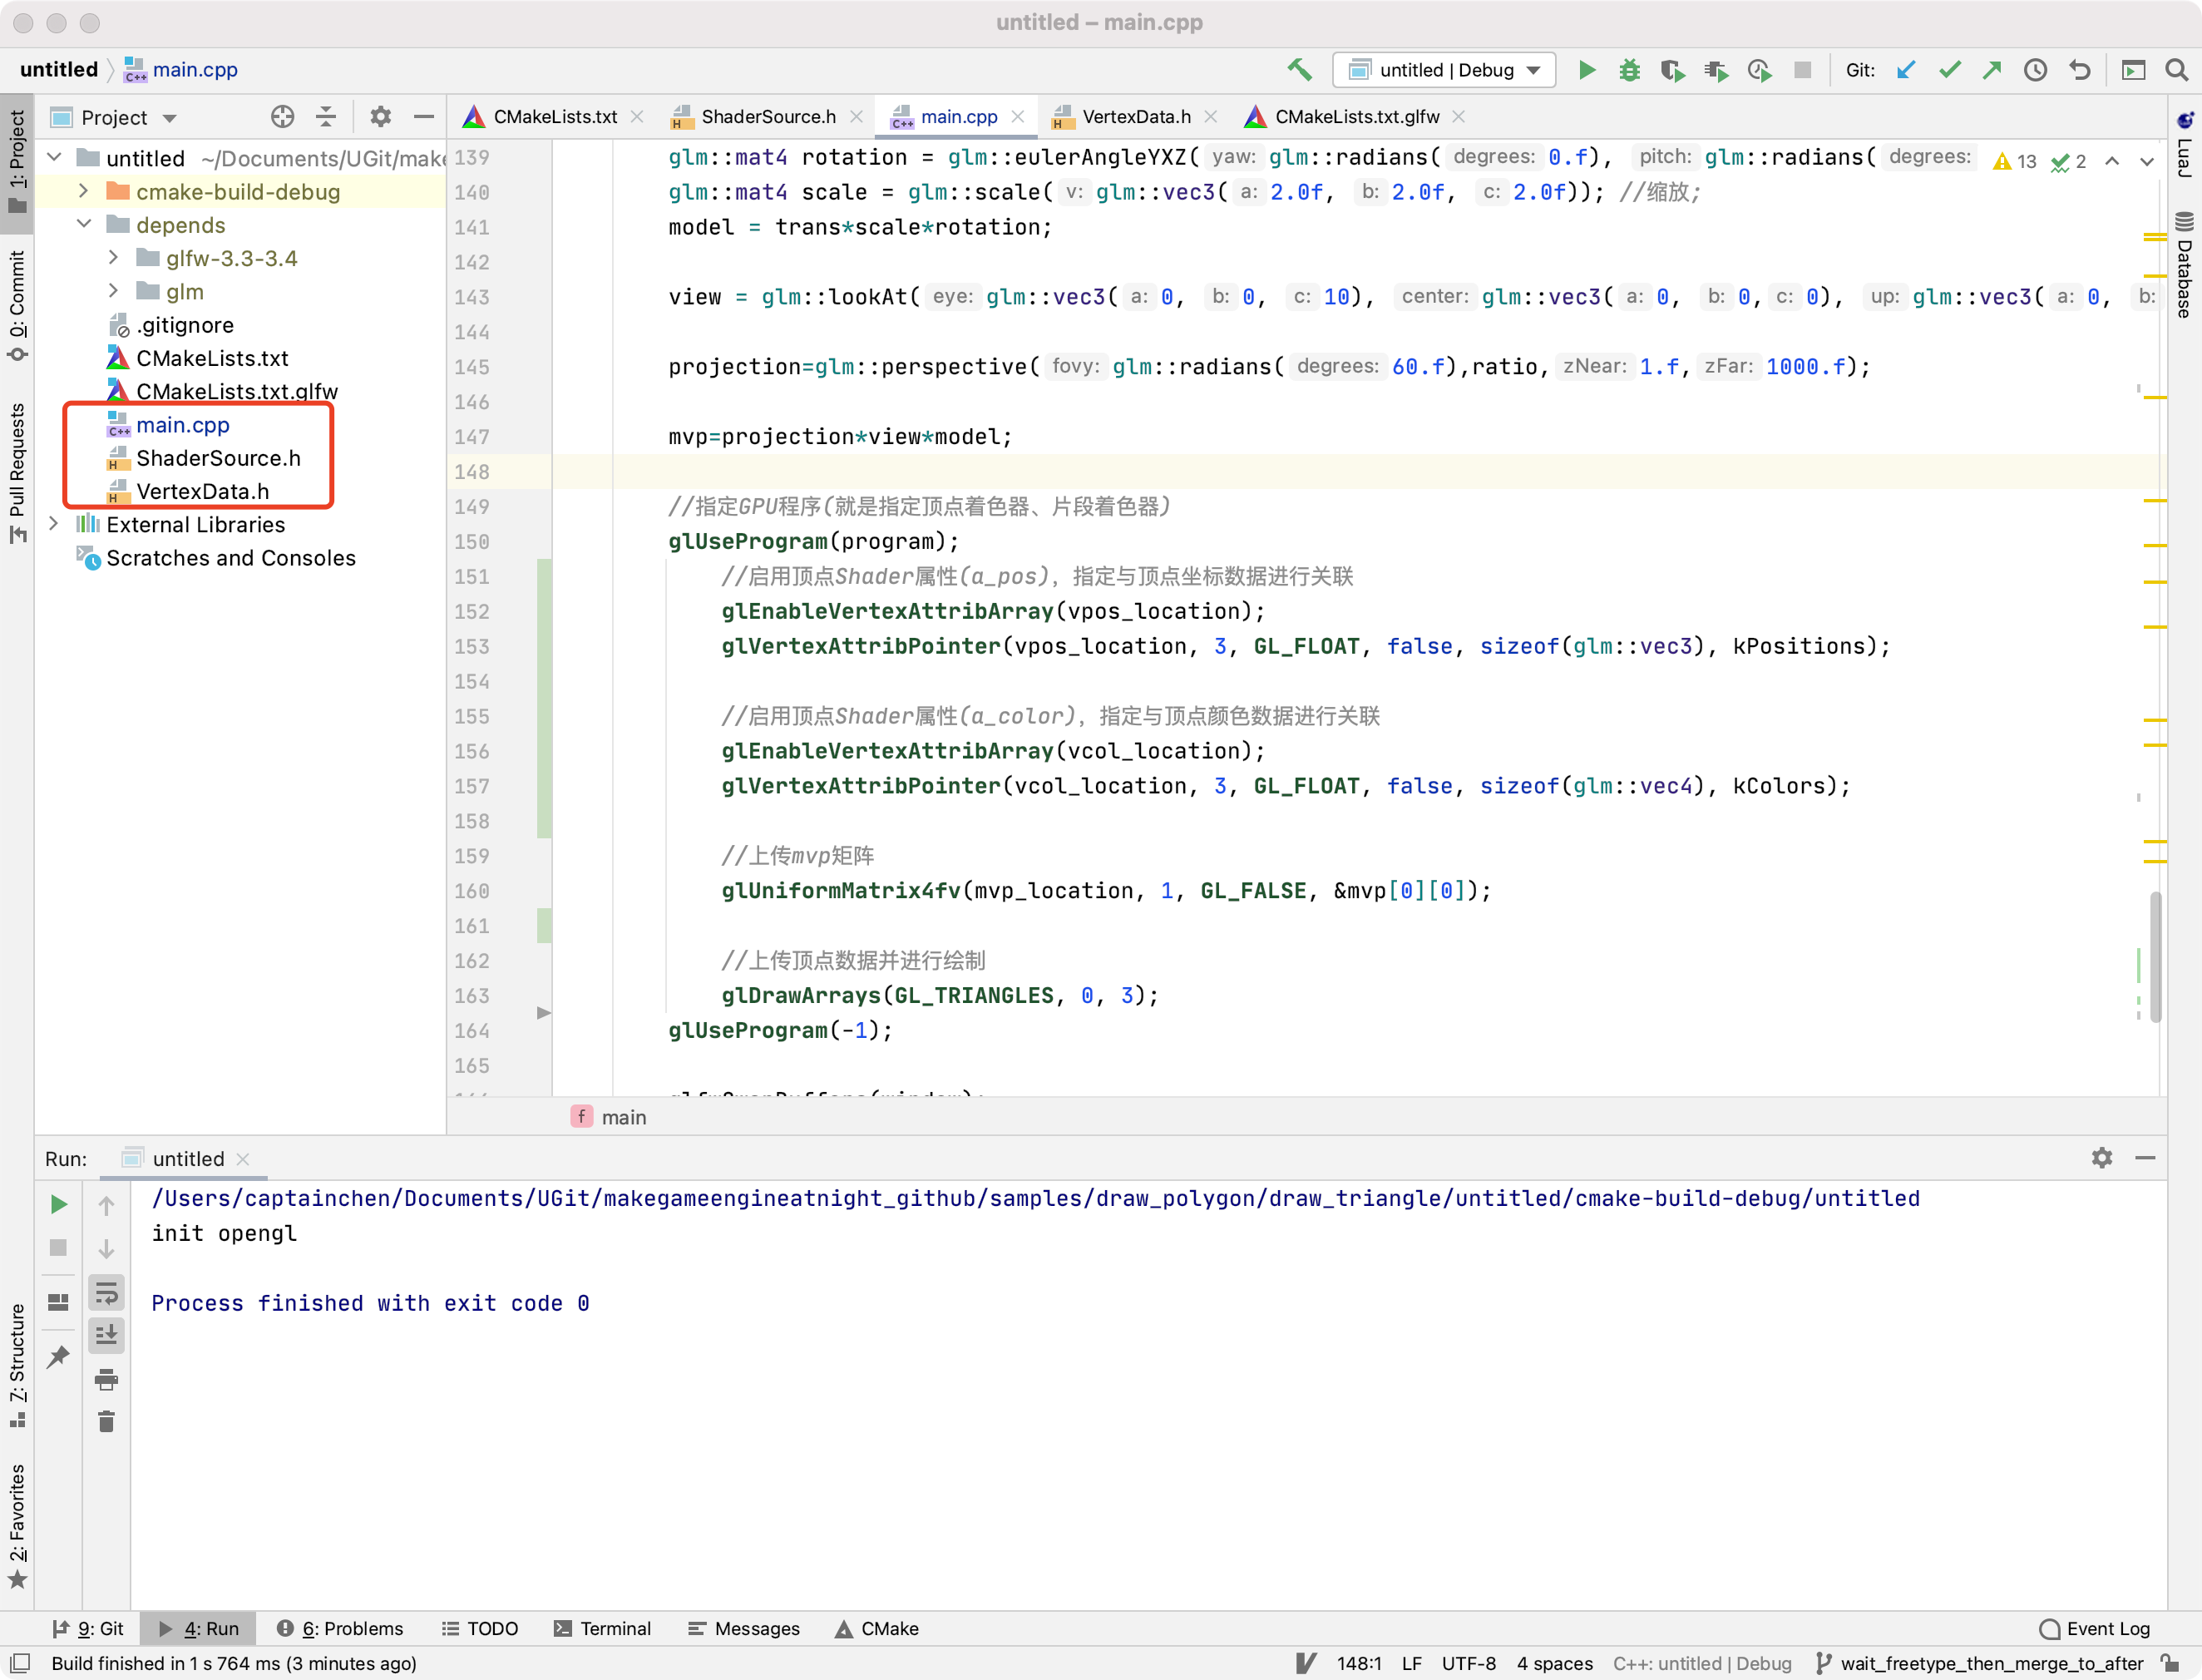 untitled – main.cpp
untitled main.cpp untitled | Debug Git:
1: Project
0: Commit
Pull Requests
Project
untitled ~/Documents/UGit/make
cmake-build-debug
depends
glfw-3.3-3.4
glm
.gitignore
CMakeLists.txt
CMakeLists.txt.glfw
main.cpp
ShaderSource.h
VertexData.h
External Libraries
Scratches and Consoles
CMakeLists.txt ShaderSource.h main.cpp VertexData.h CMakeLists.txt.glfw
139 glm::mat4 rotation = glm::eulerAngleYXZ( yaw: glm::radians( degrees: 0.f), pitch: glm::radians( degrees: 13 2
140 glm::mat4 scale = glm::scale( v: glm::vec3( a: 2.0f, b: 2.0f, c: 2.0f)); //缩放;
141 model = trans*scale*rotation;
142
143 view = glm::lookAt( eye: glm::vec3( a: 0, b: 0, c: 10), center: glm::vec3( a: 0, b: 0, c: 0), up: glm::vec3( a: 0, b:
144
145 projection=glm::perspective( fovy: glm::radians( degrees: 60.f),ratio, zNear: 1.f, zFar: 1000.f);
146
147 mvp=projection*view*model;
148
149 //指定GPU程序(就是指定顶点着色器、片段着色器)
150 glUseProgram(program);
151 //启用顶点Shader属性(a_pos)，指定与顶点坐标数据进行关联
152 glEnableVertexAttribArray(vpos_location);
153 glVertexAttribPointer(vpos_location, 3, GL_FLOAT, false, sizeof(glm::vec3), kPositions);
154
155 //启用顶点Shader属性(a_color)，指定与顶点颜色数据进行关联
156 glEnableVertexAttribArray(vcol_location);
157 glVertexAttribPointer(vcol_location, 3, GL_FLOAT, false, sizeof(glm::vec4), kColors);
158
159 //上传mvp矩阵
160 glUniformMatrix4fv(mvp_location, 1, GL_FALSE, &mvp[0][0]);
161
162 //上传顶点数据并进行绘制
163 glDrawArrays(GL_TRIANGLES, 0, 3);
164 glUseProgram(-1);
165
f main
LuaJ
Database
Run: untitled
/Users/captainchen/Documents/UGit/makegameengineatnight_github/samples/draw_polygon/draw_triangle/untitled/cmake-build-debug/untitled
init opengl
Process finished with exit code 0
7: Structure
2: Favorites
9: Git 4: Run 6: Problems TODO Terminal Messages CMake Event Log
Build finished in 1 s 764 ms (3 minutes ago) 148:1 LF UTF-8 4 spaces C++: untitled | Debug wait_freetype_then_merge_to_after